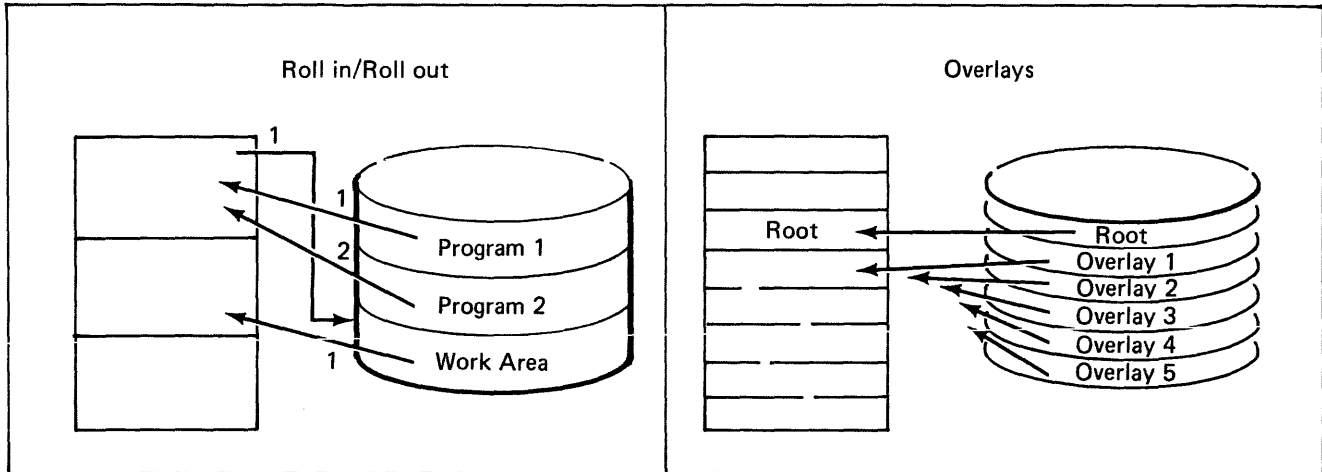 Roll in/Roll out
1
1
Program 1
2
Program 2
1
Work Area
Overlays
Root
Root
Overlay 1
Overlay 2
Overlay 3
Overlay 4
Overlay 5